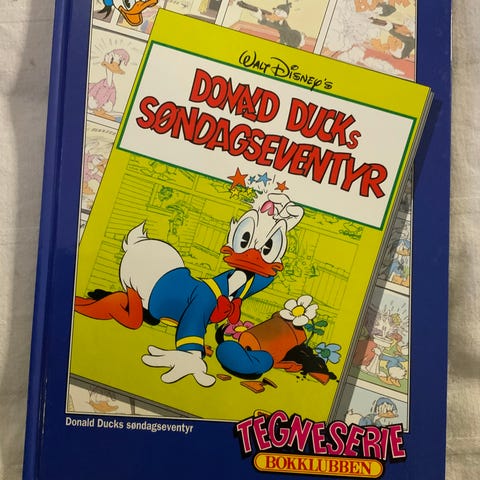 WALT DISNEY'S
DONALD DUCKs
SØNDAGSEVENTYR
Donald Ducks søndagseventyr
TEGNESERIE
BOKKLUBBEN